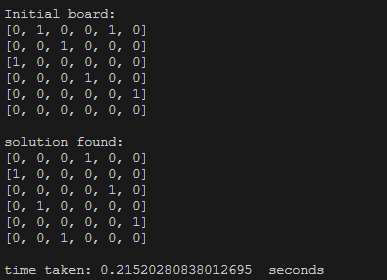 Initial board:
[0, 1, 0, 0, 1, 0]
[0, 0, 1, 0, 0, 0]
[1, 0, 0, 0, 0, 0]
[0, 0, 0, 1, 0, 0]
[0, 0, 0, 0, 0, 1]
[0, 0, 0, 0, 0, 0]
solution found:
[0, 0, 0, 1, 0, 0]
[1, 0, 0, 0, 0, 0]
[0, 0, 0, 0, 1, 0]
[0, 1, 0, 0, 0, 0]
[0, 0, 0, 0, 0, 1]
[0, 0, 1, 0, 0, 0]
time taken: 0.21520280838012695  seconds